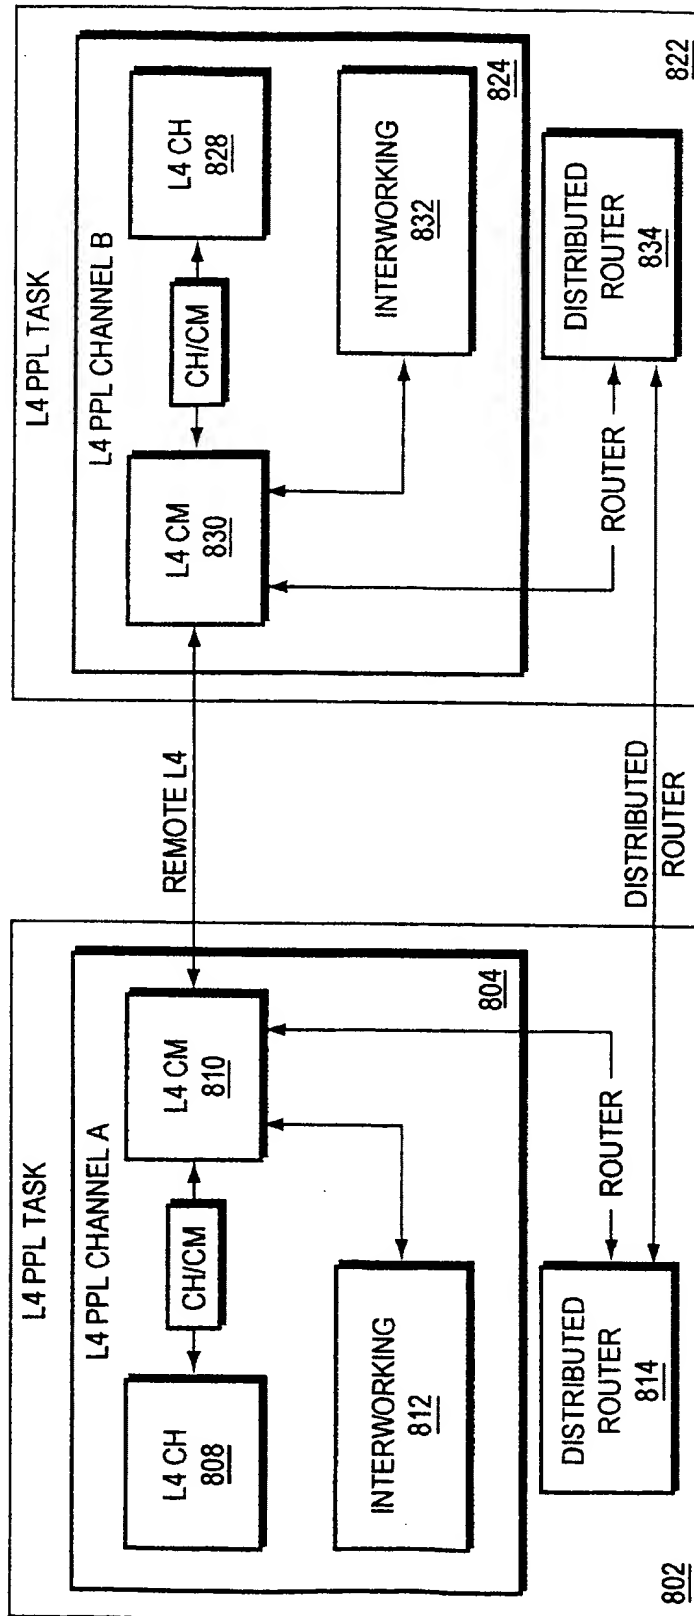 L4 PPL TASK
L4 PPL CHANNEL A
L4 CH
808
CH/CM
L4 CM
810
INTERWORKING
812
804
DISTRIBUTED
ROUTER
814
ROUTER
802
REMOTE L4
DISTRIBUTED
ROUTER
L4 PPL TASK
L4 PPL CHANNEL B
L4 CM
830
CH/CM
L4 CH
828
INTERWORKING
832
824
ROUTER
DISTRIBUTED
ROUTER
834
822